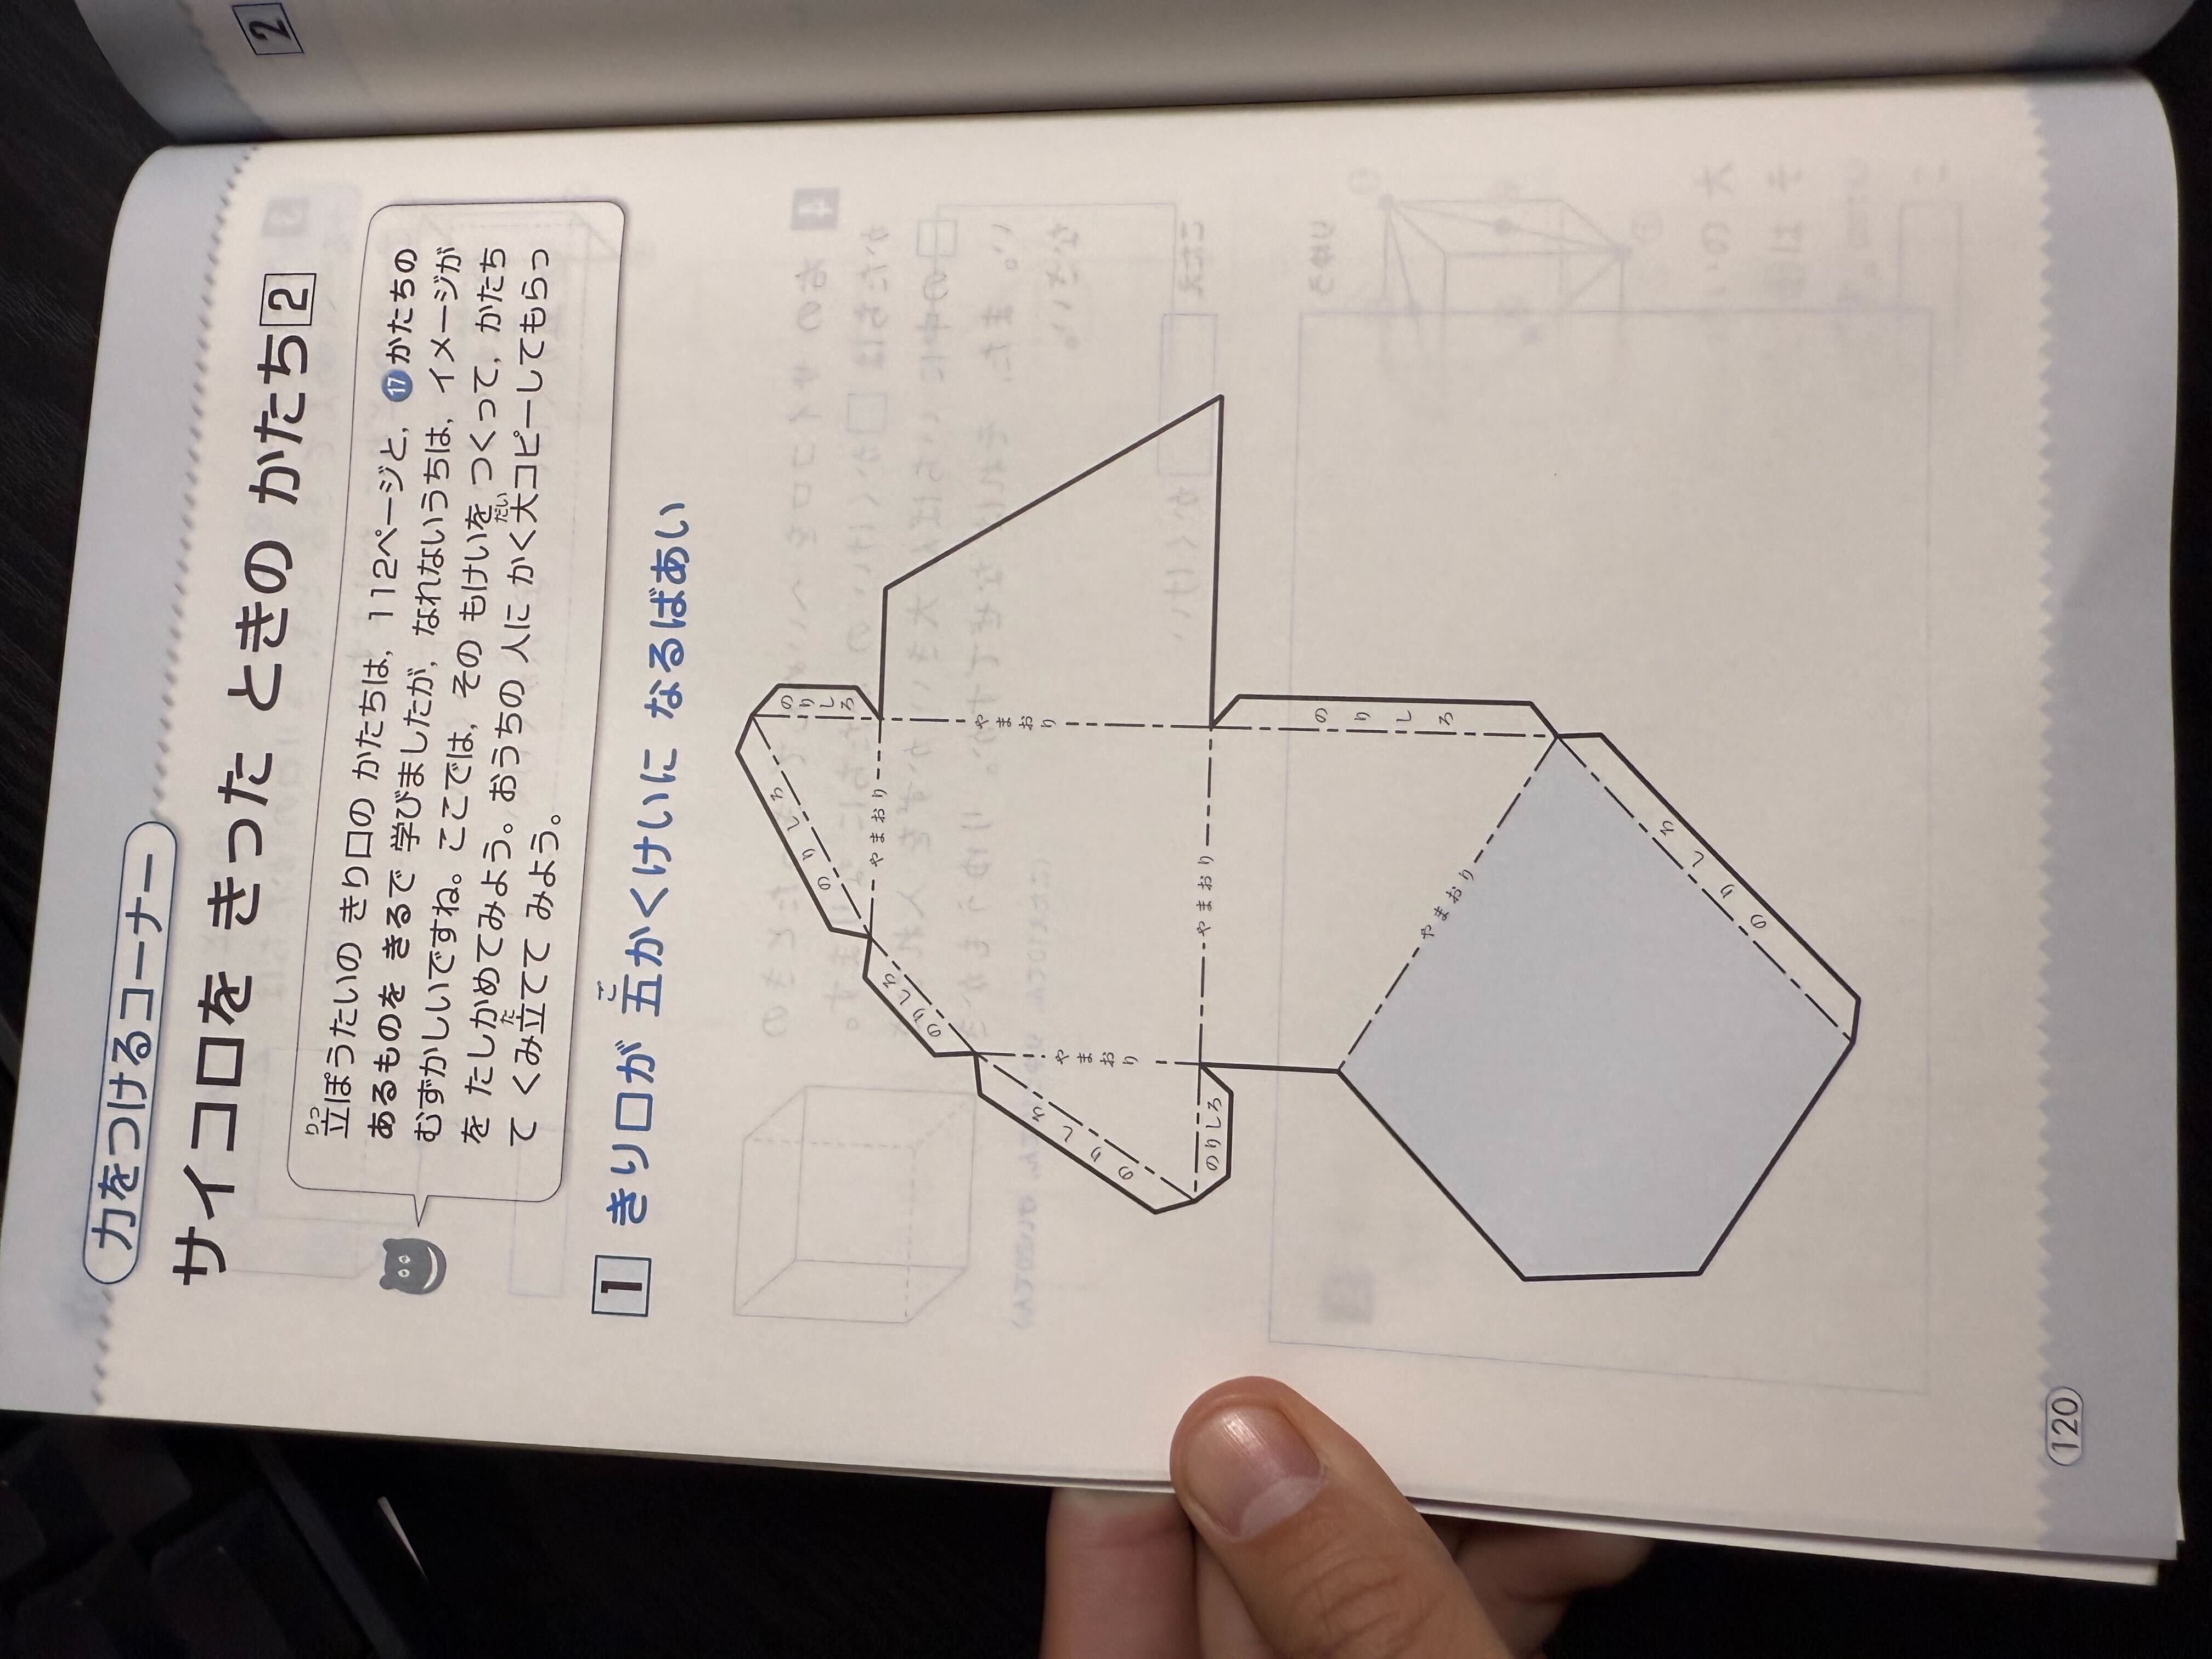 2
力をつけるコーナー
サイコロを きった ときの かたち2
立ぽうたいの きり口の かたちは，112ページと，⑰かたちの
りっ
あるものを きるで 学びましたが，なれないうちは，イメージが
むずかしいですね。ここでは，その もけいを つくって，かたち
を たしかめてみよう。おうちの 人に かく大コピーしてもらっ
だい
て くみ立てて みよう。
た
1 きり口が 五かくけいに なるばあい
ご
のりしろ
のりしろ
やまおり
やまおり
のりしろ
やまおり
やまおり
のりしろ
のりしろ
のりしろ
やまおり
のりしろ
120